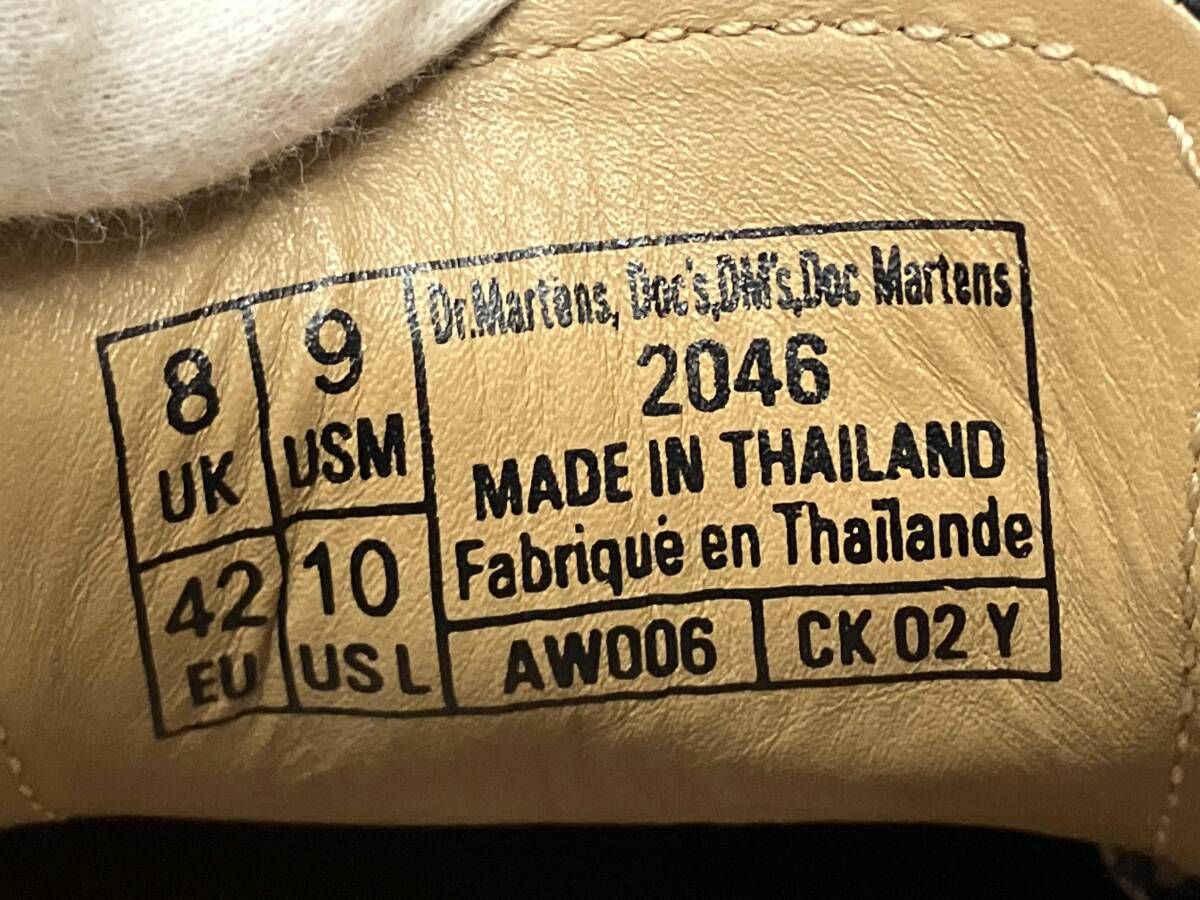 8
UK
9
USM
42
EU
10
US L
Dr.Martens, Doc's,DM's,Doc Martens
2046
MADE IN THAILAND
Fabriqué en Thaïlande
AW006
CK 02 Y